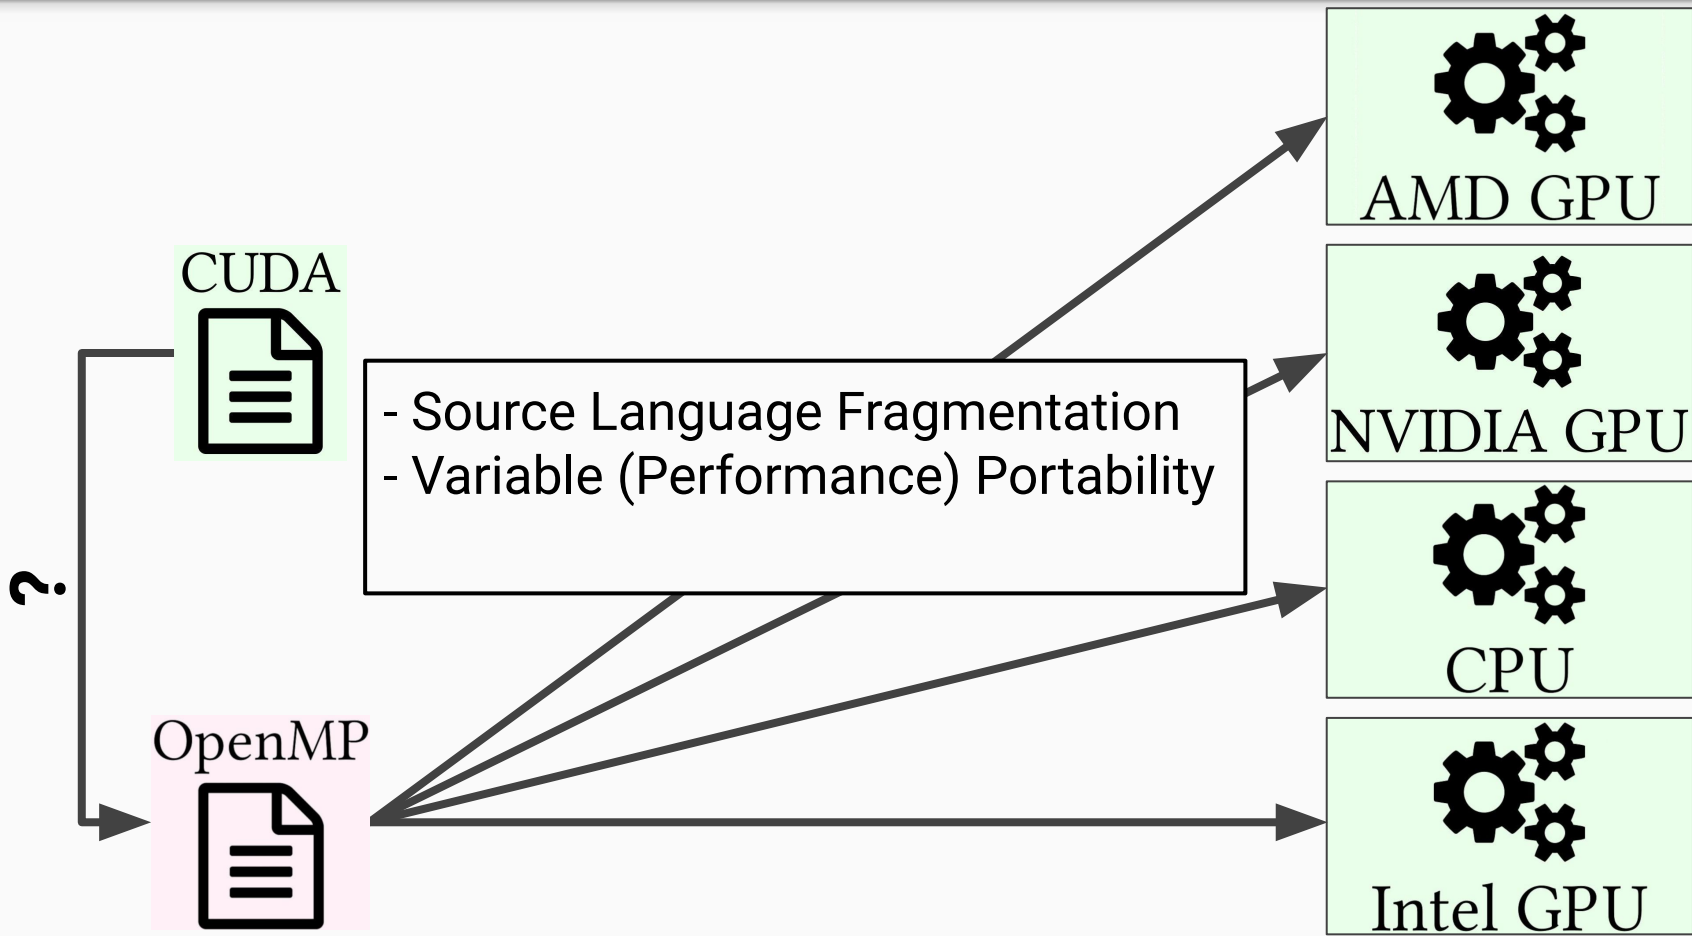 AMD GPU
CUDA
NVIDIA GPU
- Source Language Fragmentation
- Variable (Performance) Portability
?
CPU
OpenMP
Intel GPU